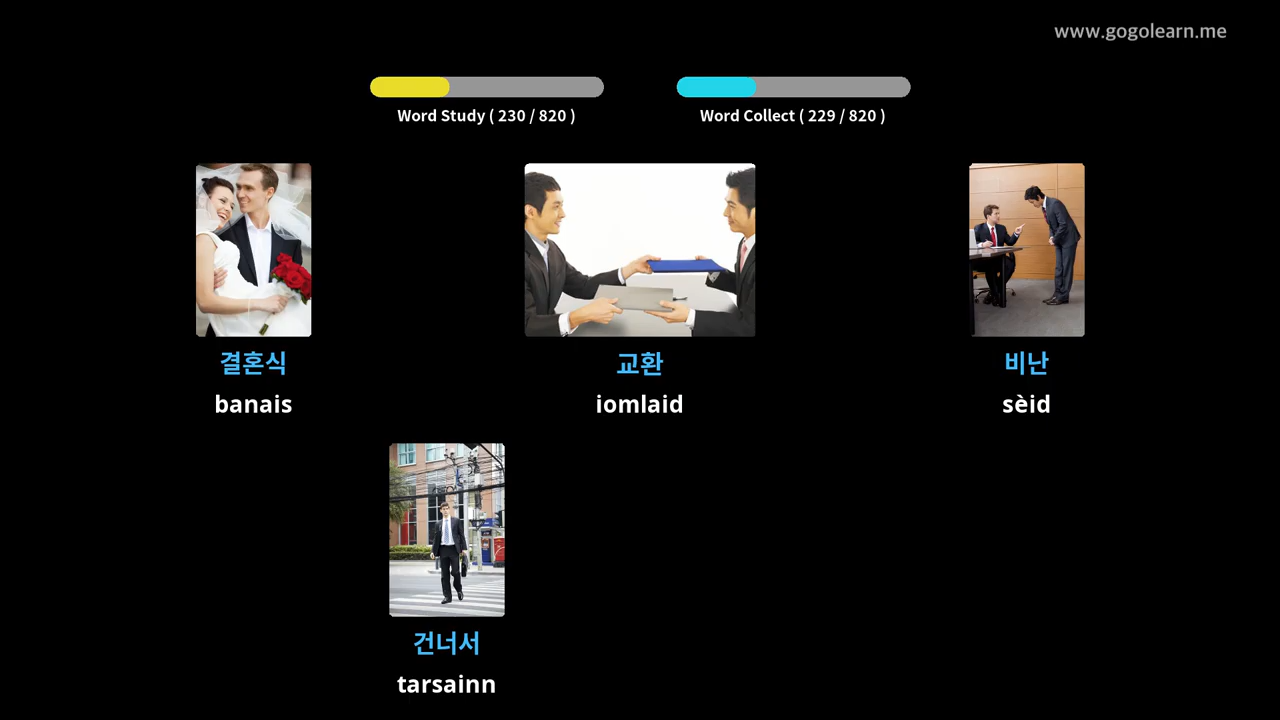 www.gogolearn.me
Word Study ( 230 / 820 )
Word Collect ( 229 / 820 )
결혼식
banais
교환
iomlaid
비난
sèid
건너서
tarsainn